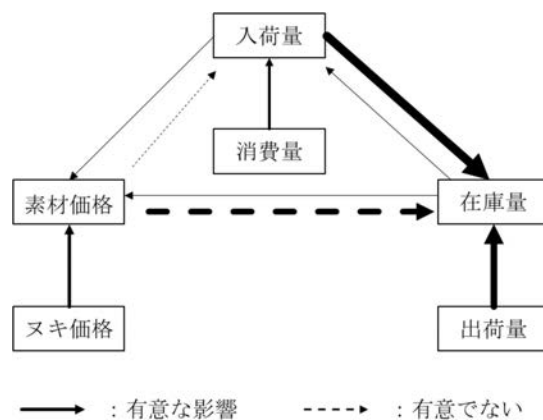 入荷量
消費量
素材価格
在庫量
ヌキ価格
出荷量
：有意な影響
：有意でない